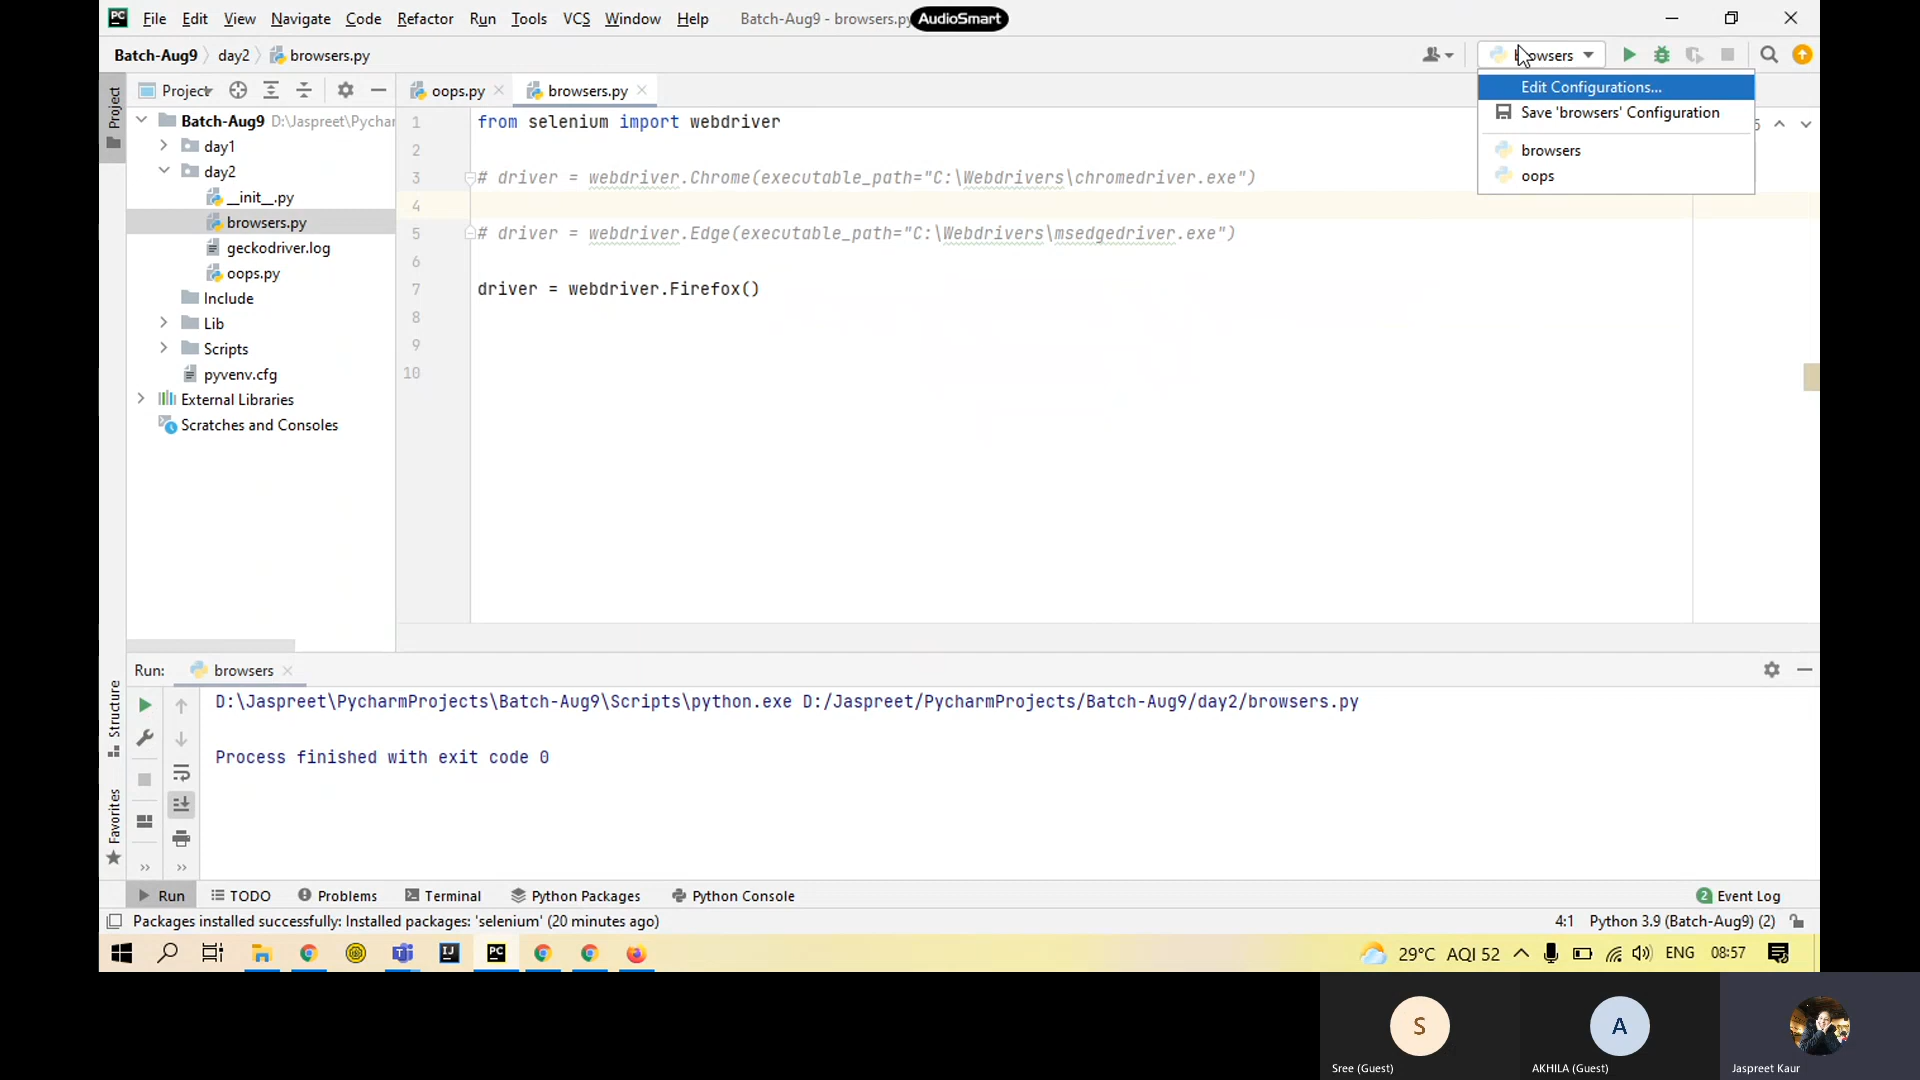 PC File Edit View Navigate Code Refactor Run Tools VCS Window Help Batch-Aug9 - browsers.py AudioSmart
Batch-Aug9 day2 browsers.py
Edit Configurations...
Save 'browsers' Configuration
browsers
oops
Project
oops.py browsers.py
Project
Structure
Favorites
Batch-Aug9 D:\Jaspreet\Pychar
day1
day2
__init__.py
browsers.py
geckodriver.log
oops.py
Include
Lib
Scripts
pyvenv.cfg
External Libraries
Scratches and Consoles
1 from selenium import webdriver
2
3 # driver = webdriver.Chrome(executable_path="C:\Webdrivers\chromedriver.exe")
4
5 # driver = webdriver.Edge(executable_path="C:\Webdrivers\msedgedriver.exe")
6
7 driver = webdriver.Firefox()
8
9
10
Run: browsers
D:\Jaspreet\PycharmProjects\Batch-Aug9\Scripts\python.exe D:/Jaspreet/PycharmProjects/Batch-Aug9/day2/browsers.py
Process finished with exit code 0
Run TODO Problems Terminal Python Packages Python Console 2 Event Log
Packages installed successfully: Installed packages: 'selenium' (20 minutes ago) 4:1 Python 3.9 (Batch-Aug9) (2)
IJ PC 29°C AQI 52 ENG 08:57
S A
Sree (Guest) AKHILA (Guest) Jaspreet Kaur